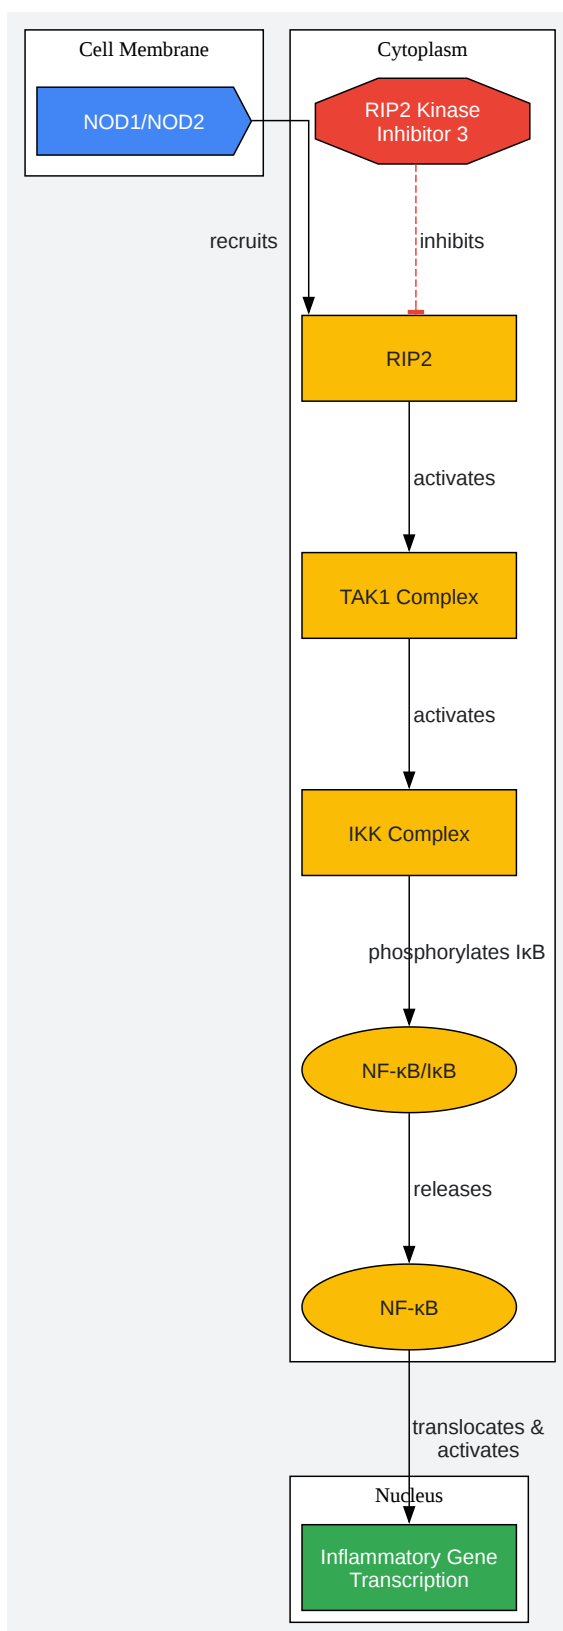 Cell Membrane
Cytoplasm
NOD1/NOD2
RIP2 Kinase
Inhibitor 3
recruits
inhibits
RIP2
activates
TAK1 Complex
activates
IKK Complex
phosphorylates IκB
NF-κB/IκB
releases
NF-κB
translocates &
activates
Nucleus
Inflammatory Gene
Transcription